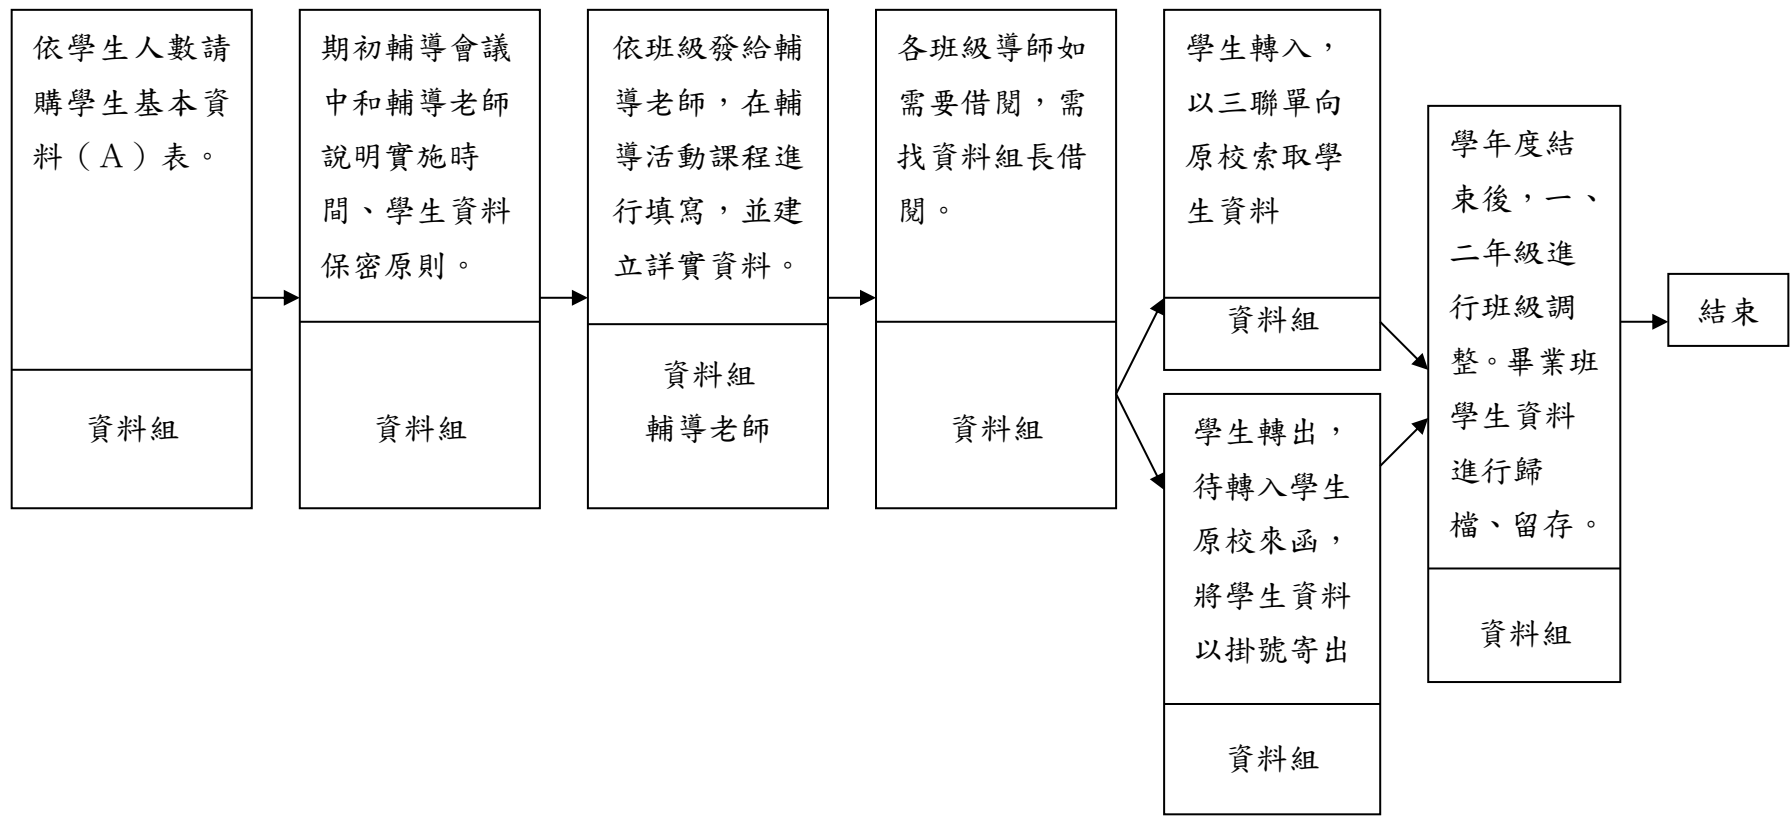 依學生人數請
購學生基本資
料（A）表。
資料組
期初輔導會議
中和輔導老師
說明實施時
間、學生資料
保密原則。
資料組
依班級發給輔
導老師，在輔
導活動課程進
行填寫，並建
立詳實資料。
資料組
輔導老師
各班級導師如
需要借閱，需
找資料組長借
閱。
資料組
學生轉入，
以三聯單向
原校索取學
生資料
資料組
學生轉出，
待轉入學生
原校來函，
將學生資料
以掛號寄出
資料組
學年度結
束後，一、
二年級進
行班級調
整。畢業班
學生資料
進行歸
檔、留存。
資料組
結束